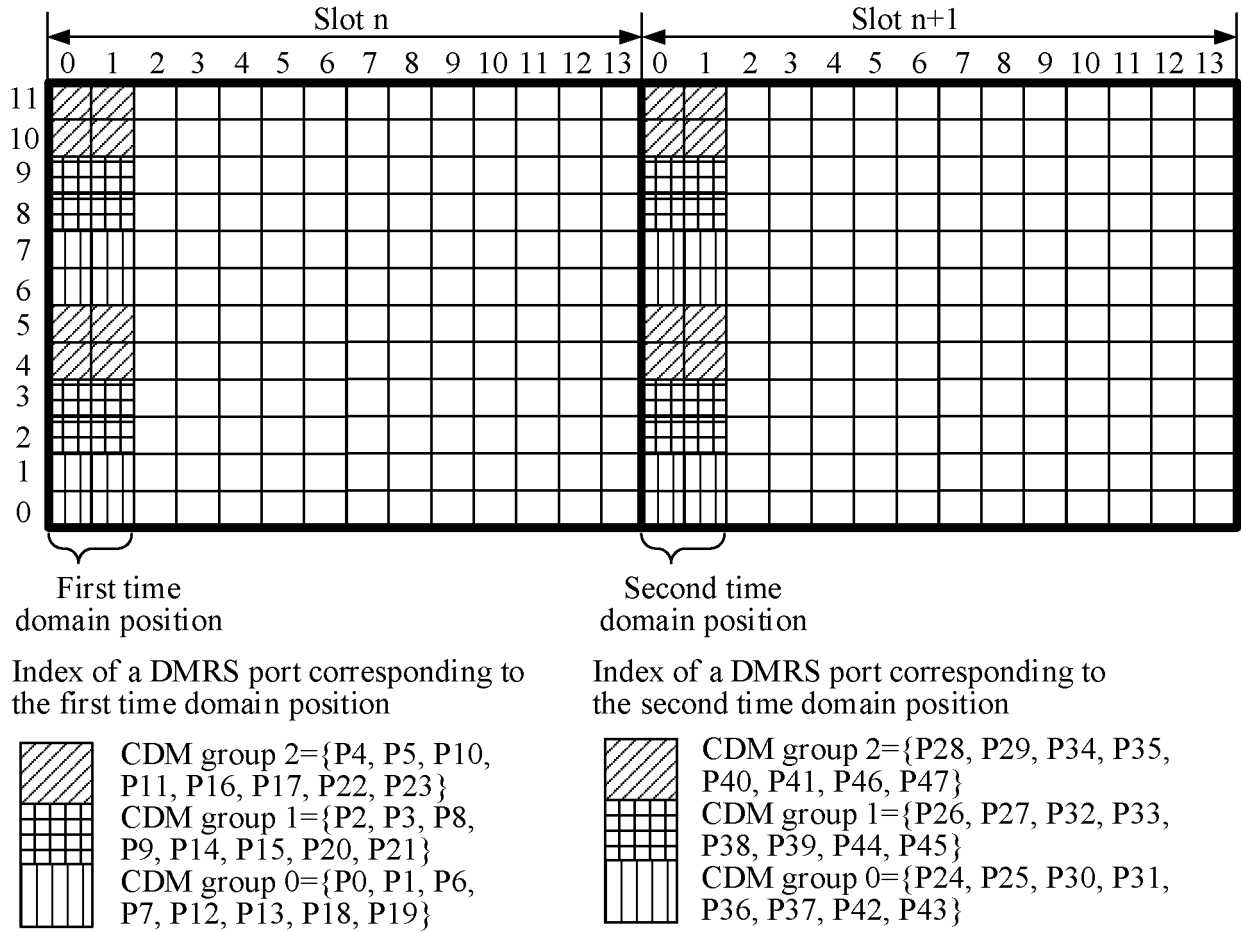 Slot n
Slot n+1
0 1 2 3 4 5 6 7 8 9 10 11 12 13
0 1 2 3 4 5 6 7 8 9 10 11 12 13
11
10
9
8
7
6
5
4
3
2
1
0
First time
domain position
Second time
domain position
Index of a DMRS port corresponding to
the first time domain position
CDM group 2={P4, P5, P10,
P11, P16, P17, P22, P23}
CDM group 1={P2, P3, P8,
P9, P14, P15, P20, P21}
CDM group 0={P0, P1, P6,
P7, P12, P13, P18, P19}
Index of a DMRS port corresponding to
the second time domain position
CDM group 2={P28, P29, P34, P35,
P40, P41, P46, P47}
CDM group 1={P26, P27, P32, P33,
P38, P39, P44, P45}
CDM group 0={P24, P25, P30, P31,
P36, P37, P42, P43}